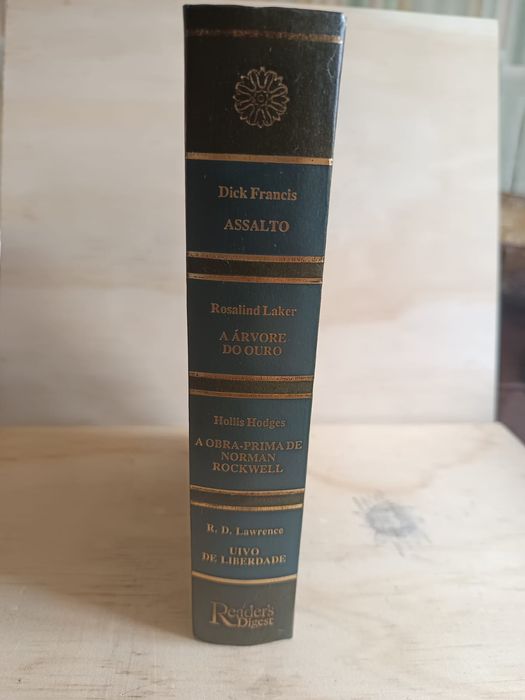 Dick Francis
ASSALTO
Rosalind Laker
A ÁRVORE
DO OURO
Hollis Hodges
A OBRA-PRIMA DE
NORMAN
ROCKWELL
R. D. Lawrence
UIVO
DE LIBERDADE
Reader's
Digest